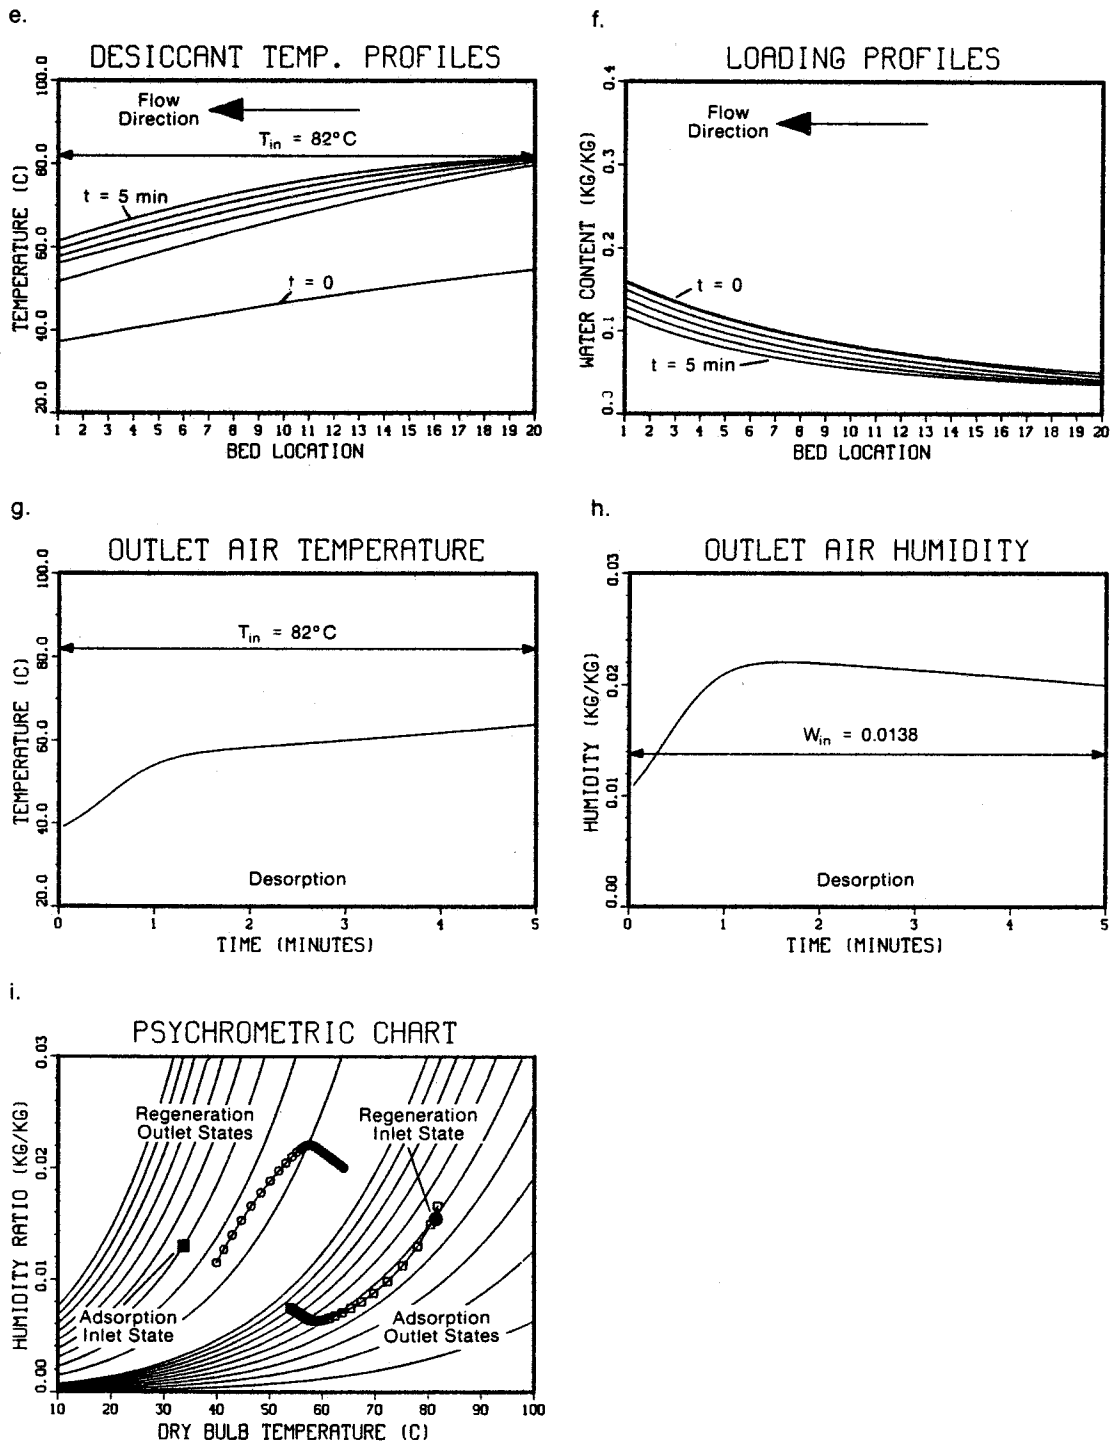 e.
DESICCANT TEMP. PROFILES
Flow
Direction
T_in = 82°C
t = 5 min
t = 0
TEMPERATURE (C)
20.0 40.0 60.0 80.0 100.0
1 2 3 4 5 6 7 8 9 10 11 12 13 14 15 16 17 18 19 20
BED LOCATION
f.
LOADING PROFILES
Flow
Direction
t = 0
t = 5 min
WATER CONTENT (KG/KG)
0.0 0.1 0.2 0.3 0.4
1 2 3 4 5 6 7 8 9 10 11 12 13 14 15 16 17 18 19 20
BED LOCATION
g.
OUTLET AIR TEMPERATURE
T_in = 82°C
Desorption
TEMPERATURE (C)
20.0 40.0 60.0 80.0 100.0
0 1 2 3 4 5
TIME (MINUTES)
h.
OUTLET AIR HUMIDITY
W_in = 0.0138
Desorption
HUMIDITY (KG/KG)
0.00 0.01 0.02 0.03
0 1 2 3 4 5
TIME (MINUTES)
i.
PSYCHROMETRIC CHART
Regeneration
Outlet States
Regeneration
Inlet State
Adsorption
Inlet State
Adsorption
Outlet States
HUMIDITY RATIO (KG/KG)
0.00 0.01 0.02 0.03
10 20 30 40 50 60 70 80 90 100
DRY BULB TEMPERATURE (C)